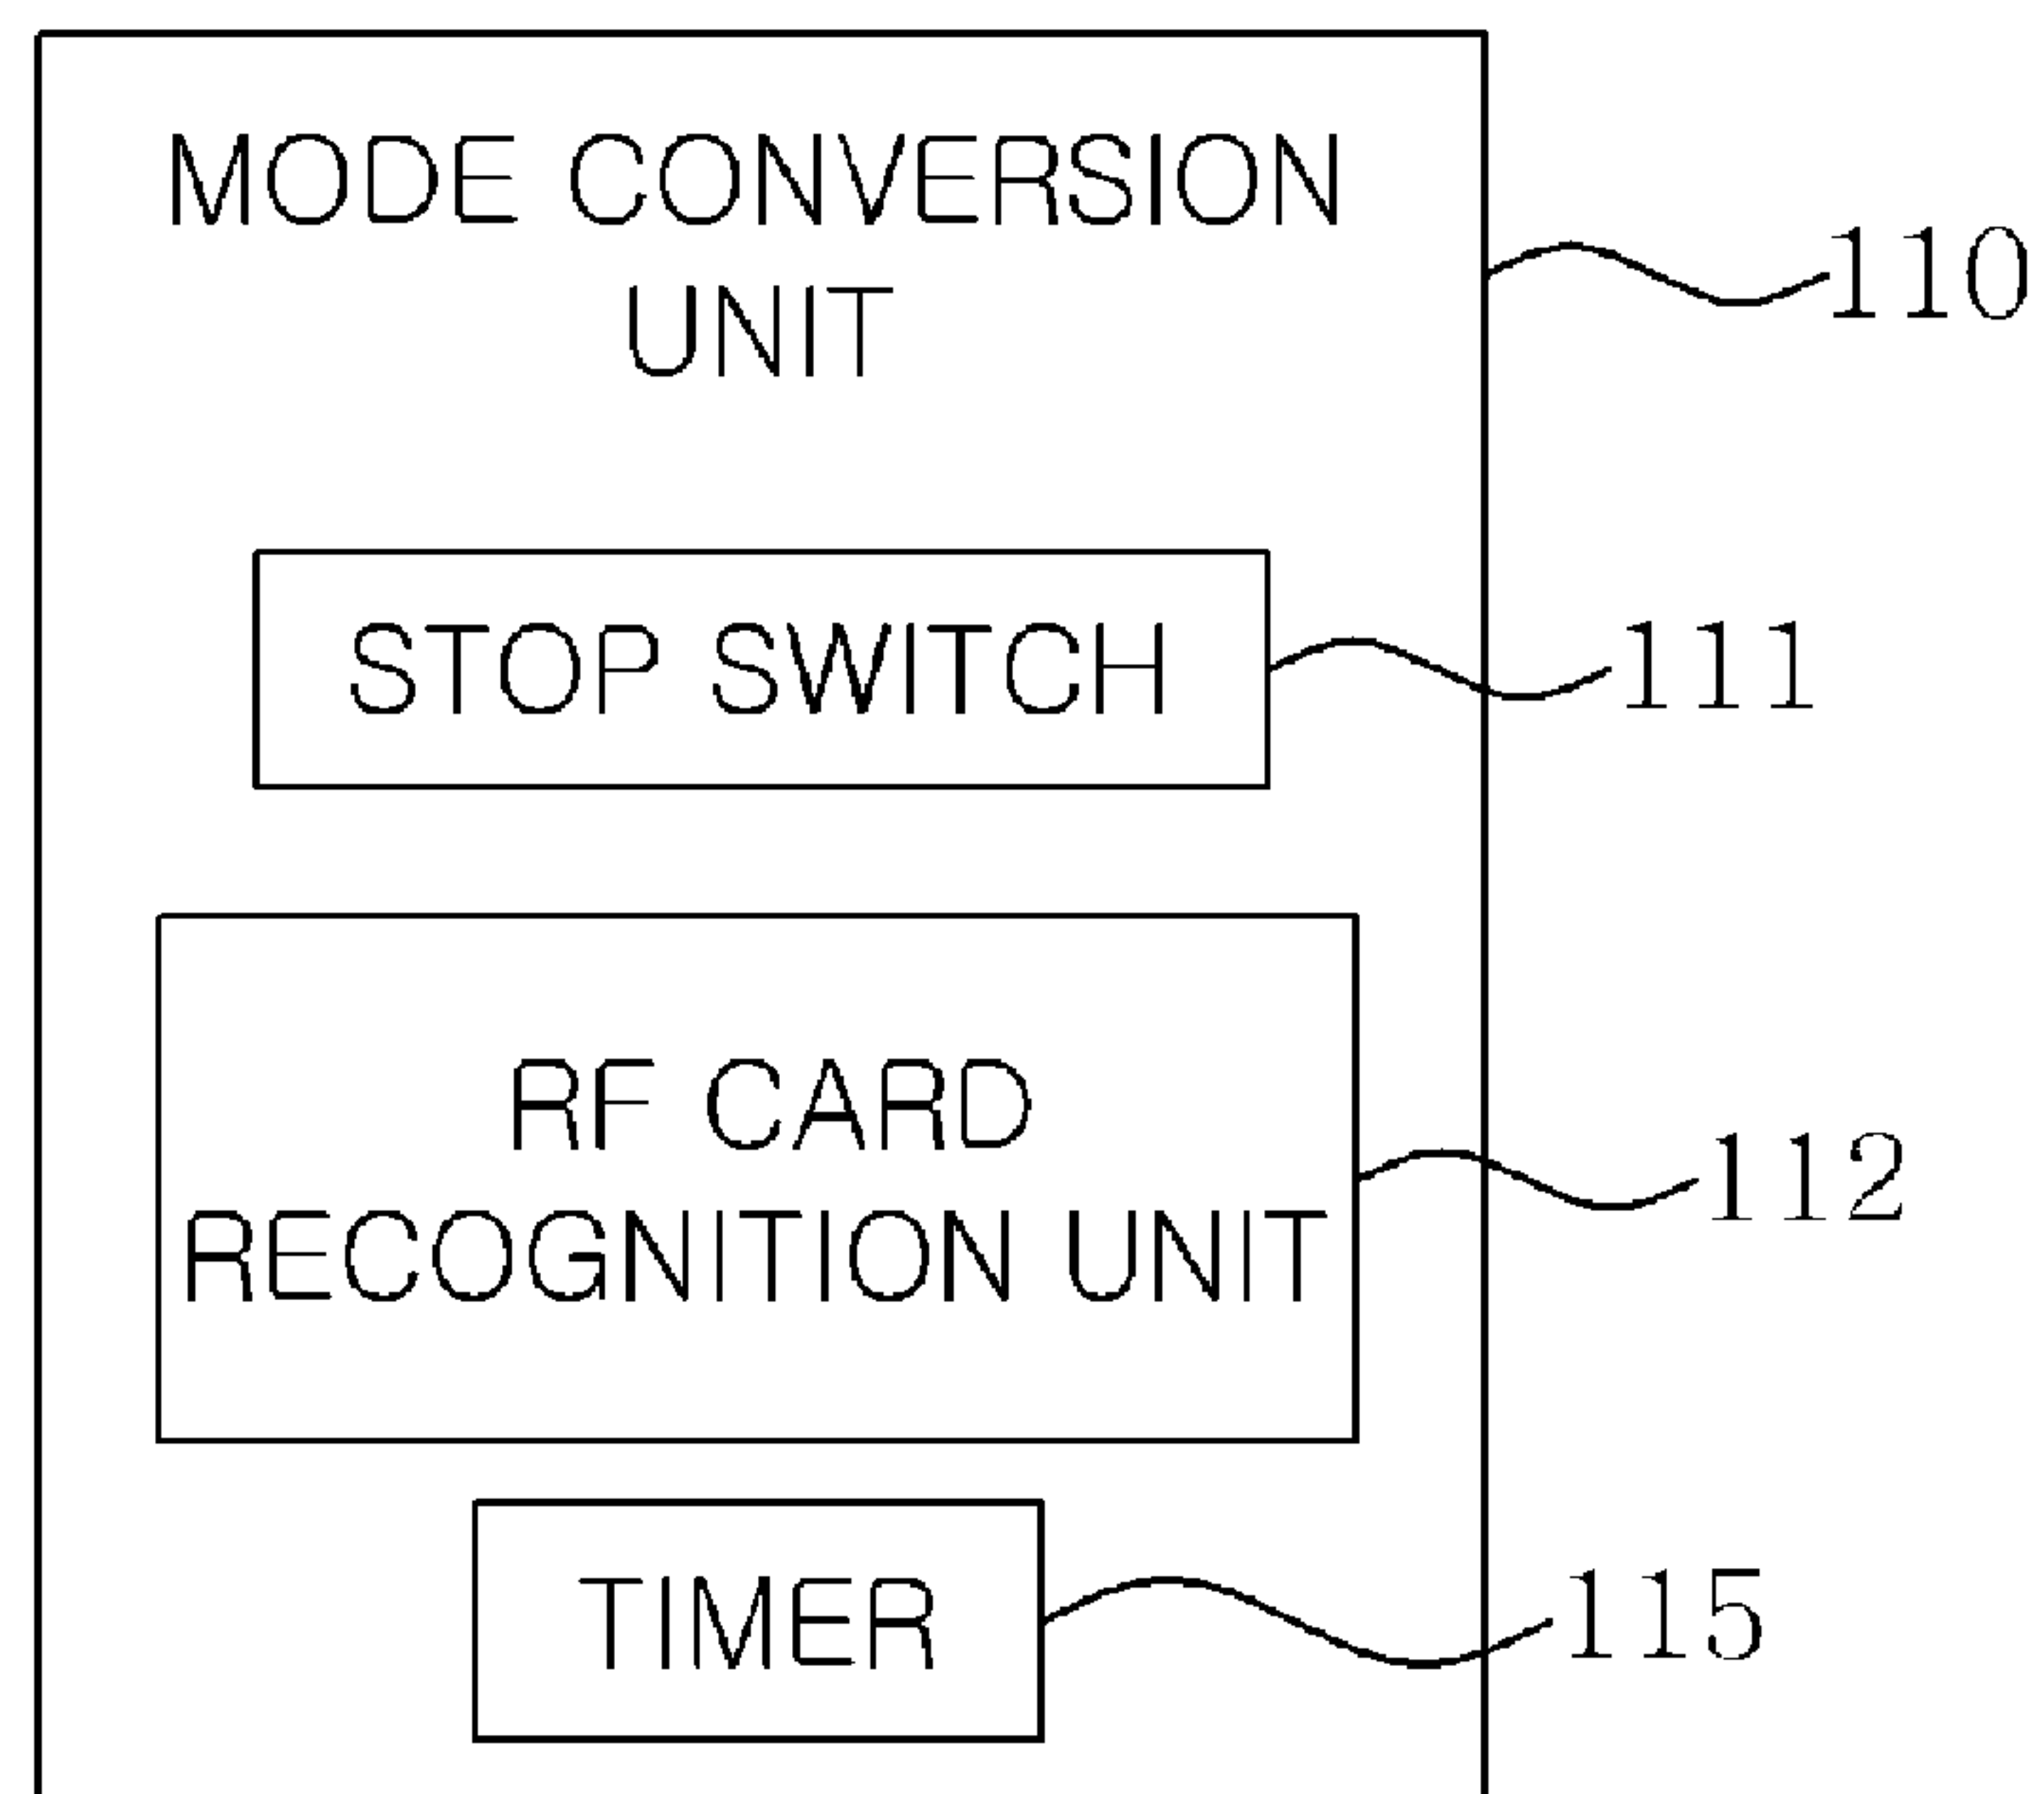 MODE CONVERSION
UNIT
110
STOP SWITCH
111
RF CARD
RECOGNITION UNIT
112
TIMER
115